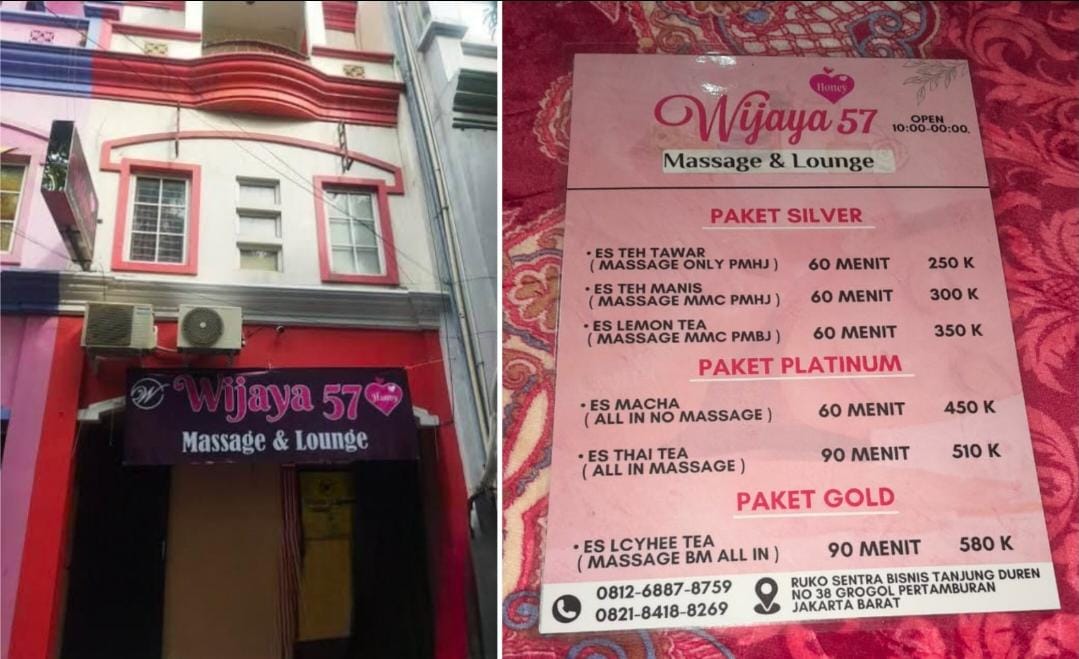 W Wijaya 57 Honey
Massage & Lounge
Honey
Wijaya 57
OPEN
10:00-00:00.
Massage & Lounge
PAKET SILVER
• ES TEH TAWAR
( MASSAGE ONLY PMHJ ) 60 MENIT 250 K
• ES TEH MANIS
( MASSAGE MMC PMHJ ) 60 MENIT 300 K
• ES LEMON TEA
( MASSAGE MMC PMBJ ) 60 MENIT 350 K
PAKET PLATINUM
• ES MACHA
( ALL IN NO MASSAGE ) 60 MENIT 450 K
• ES THAI TEA
( ALL IN MASSAGE ) 90 MENIT 510 K
PAKET GOLD
• ES LCYHEE TEA
( MASSAGE BM ALL IN ) 90 MENIT 580 K
0812-6887-8759
0821-8418-8269
RUKO SENTRA BISNIS TANJUNG DUREN
NO 38 GROGOL PERTAMBURAN
JAKARTA BARAT